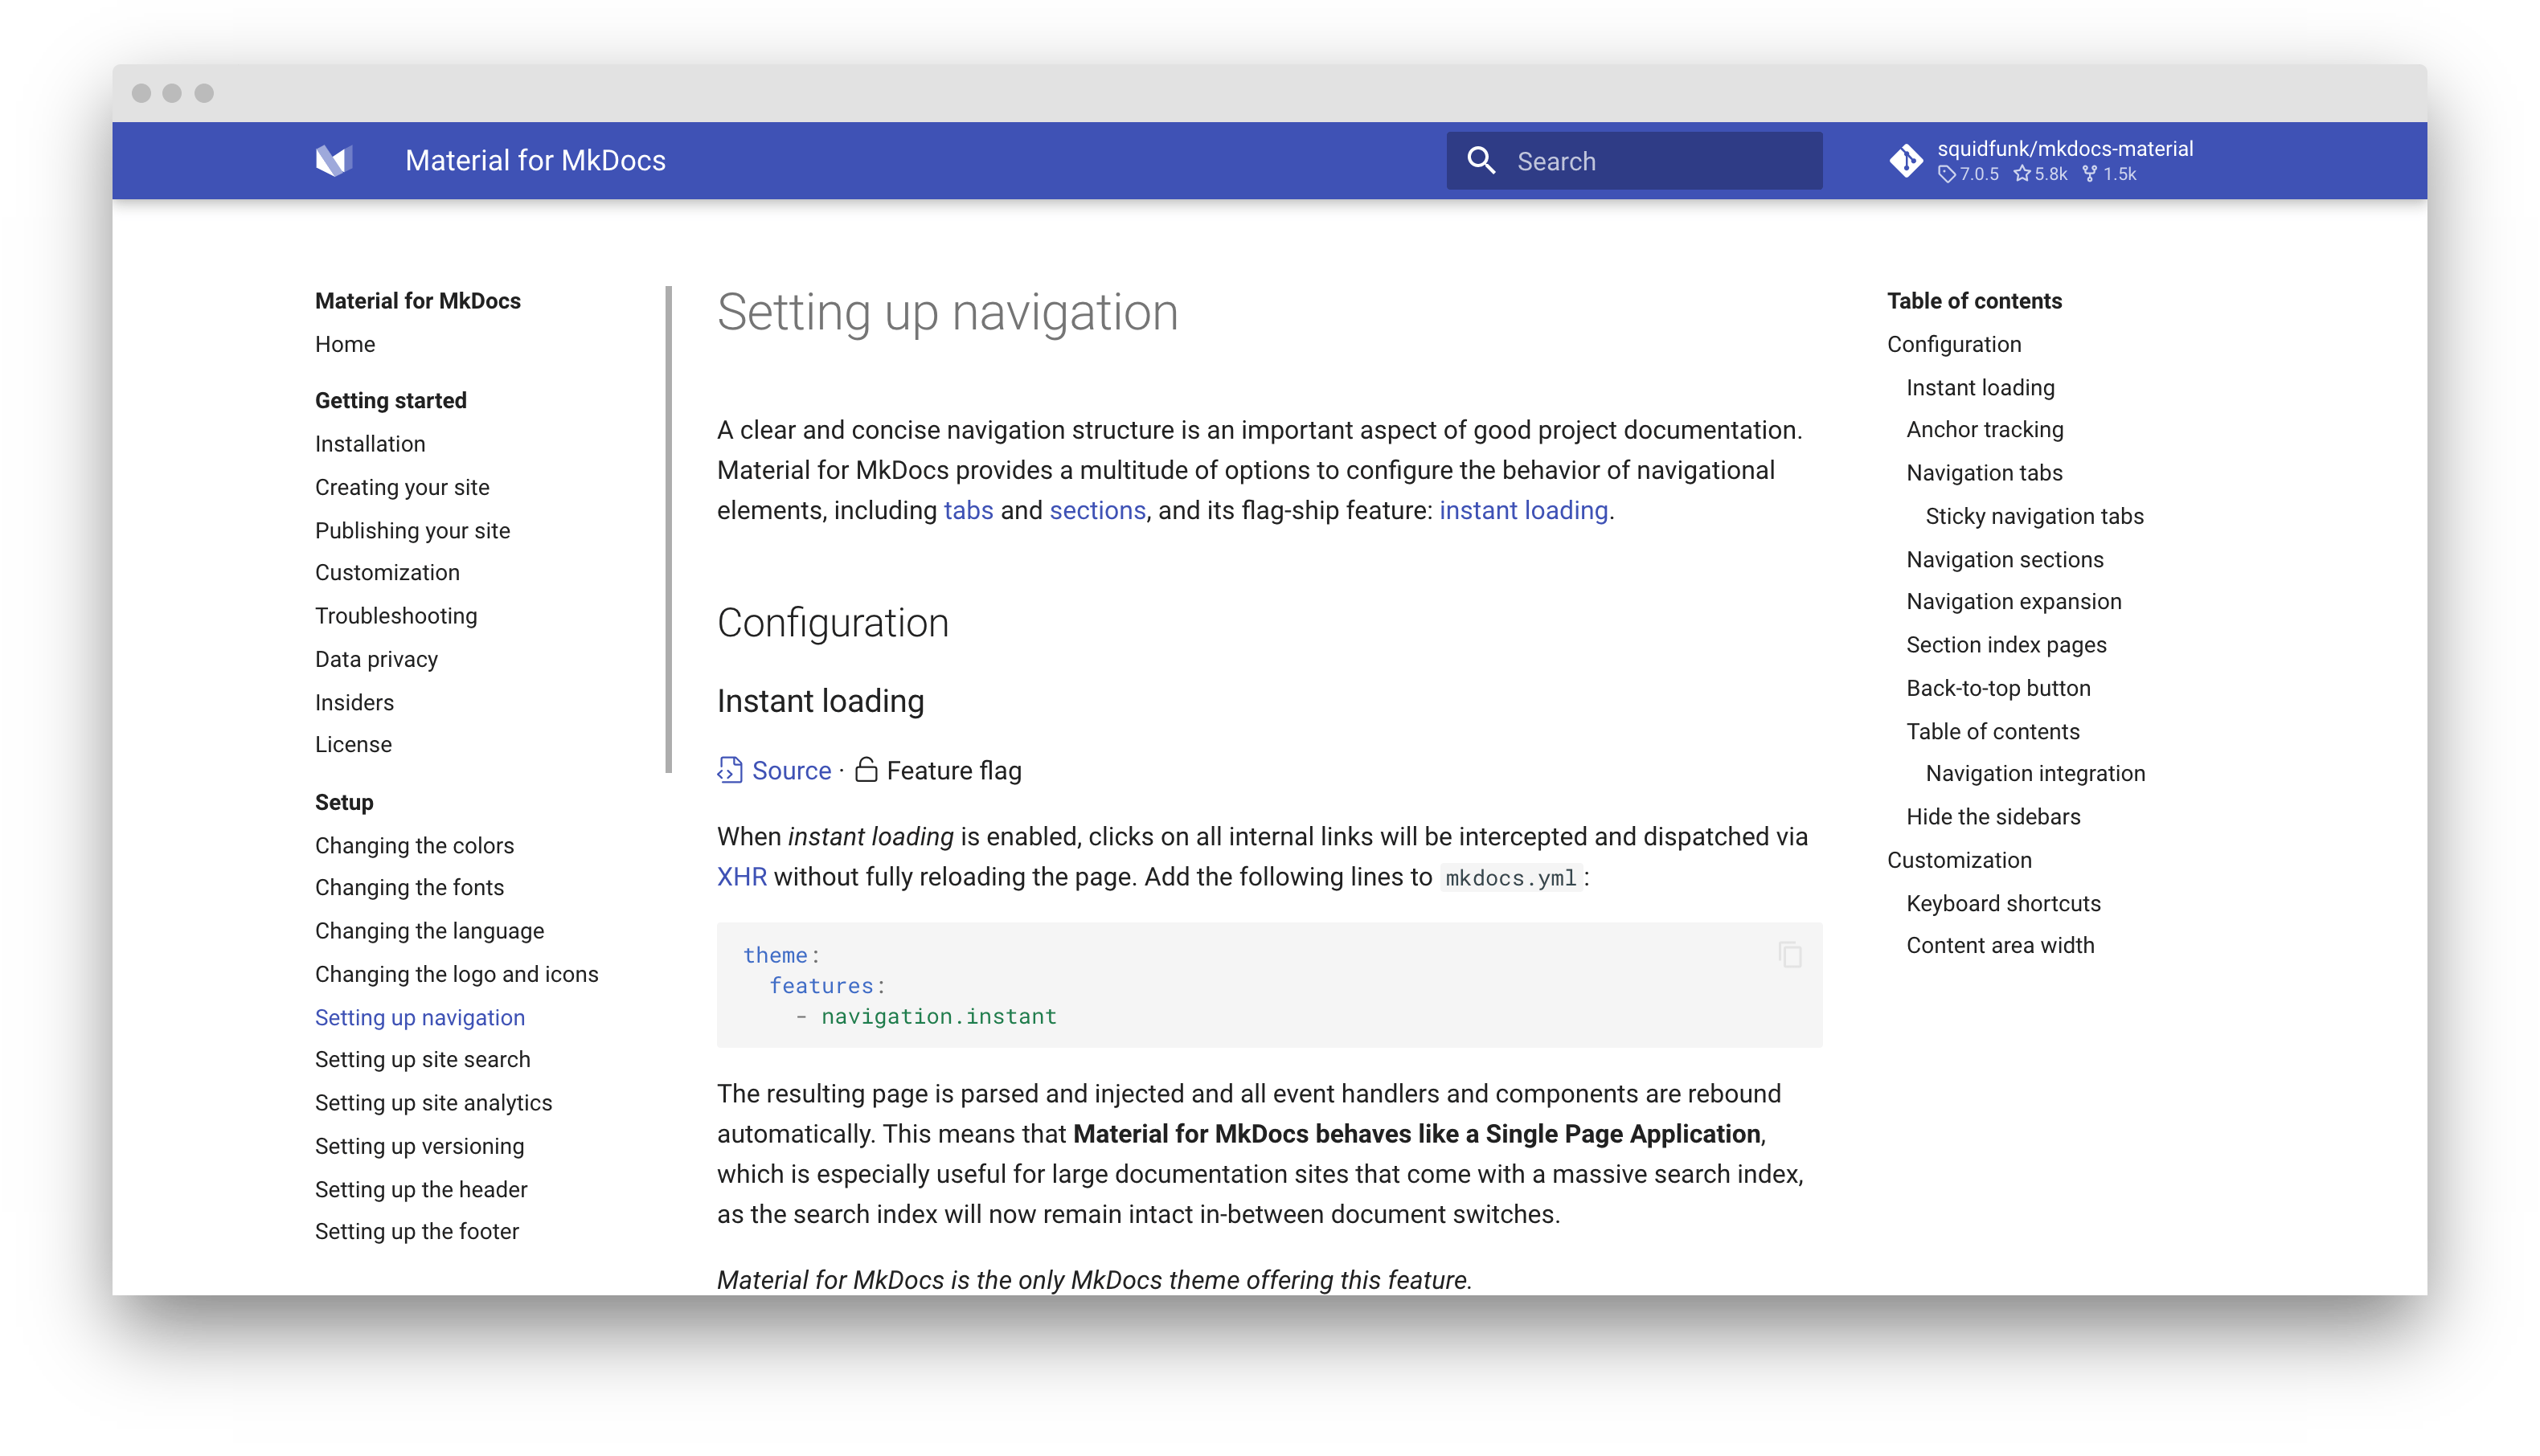 Material for MkDocs
Search
squidfunk/mkdocs-material
7.0.5 5.8k 1.5k
Material for MkDocs
Home
Getting started
Installation
Creating your site
Publishing your site
Customization
Troubleshooting
Data privacy
Insiders
License
Setup
Changing the colors
Changing the fonts
Changing the language
Changing the logo and icons
Setting up navigation
Setting up site search
Setting up site analytics
Setting up versioning
Setting up the header
Setting up the footer
Setting up navigation
A clear and concise navigation structure is an important aspect of good project documentation.
Material for MkDocs provides a multitude of options to configure the behavior of navigational
elements, including tabs and sections, and its flag-ship feature: instant loading.
Configuration
Instant loading
Source · Feature flag
When instant loading is enabled, clicks on all internal links will be intercepted and dispatched via
XHR without fully reloading the page. Add the following lines to mkdocs.yml:
theme:
  features:
    - navigation.instant
The resulting page is parsed and injected and all event handlers and components are rebound
automatically. This means that Material for MkDocs behaves like a Single Page Application,
which is especially useful for large documentation sites that come with a massive search index,
as the search index will now remain intact in-between document switches.
Material for MkDocs is the only MkDocs theme offering this feature.
Table of contents
Configuration
Instant loading
Anchor tracking
Navigation tabs
Sticky navigation tabs
Navigation sections
Navigation expansion
Section index pages
Back-to-top button
Table of contents
Navigation integration
Hide the sidebars
Customization
Keyboard shortcuts
Content area width